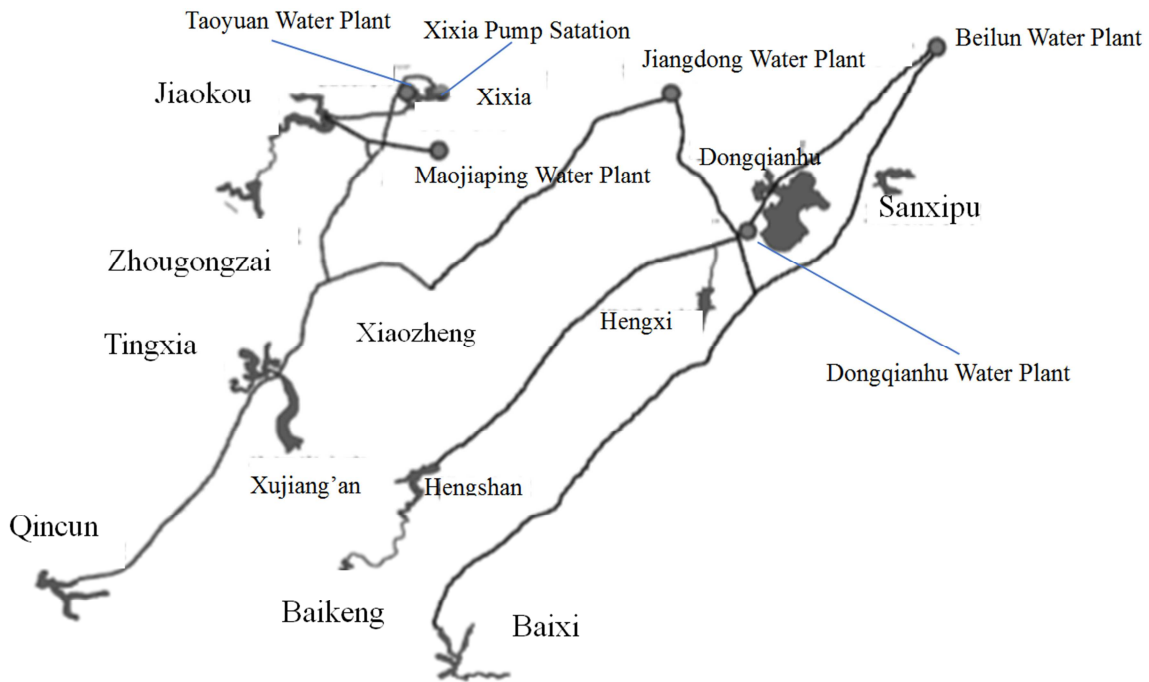 Taoyuan Water Plant
Xixia Pump Satation
Beilun Water Plant
Jiangdong Water Plant
Jiaokou
Xixia
Dongqianhu
Maojiaping Water Plant
Sanxipu
Zhougongzai
Hengxi
Xiaozheng
Tingxia
Dongqianhu Water Plant
Xujiang’an
Hengshan
Qincun
Baikeng
Baixi